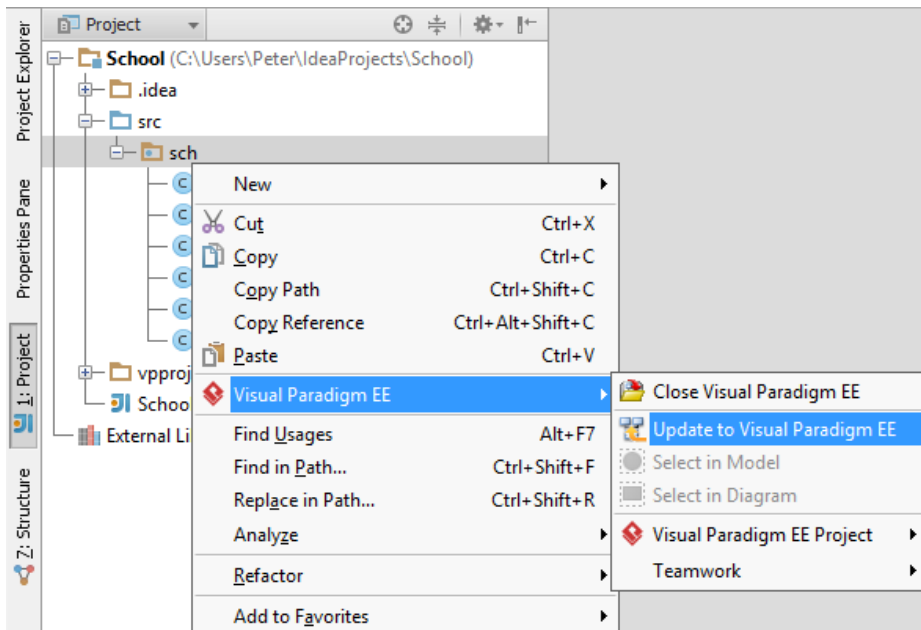 Project Explorer
Properties Pane
1: Project
7: Structure
Project
School (C:\Users\Peter\IdeaProjects\School)
.idea
src
sch
C
C
C
C
C
C
vpproj
Schoo
External Li
New
Cut Ctrl+X
Copy Ctrl+C
Copy Path Ctrl+Shift+C
Copy Reference Ctrl+Alt+Shift+C
Paste Ctrl+V
Visual Paradigm EE
Find Usages Alt+F7
Find in Path... Ctrl+Shift+F
Replace in Path... Ctrl+Shift+R
Analyze
Refactor
Add to Favorites
Close Visual Paradigm EE
Update to Visual Paradigm EE
Select in Model
Select in Diagram
Visual Paradigm EE Project
Teamwork